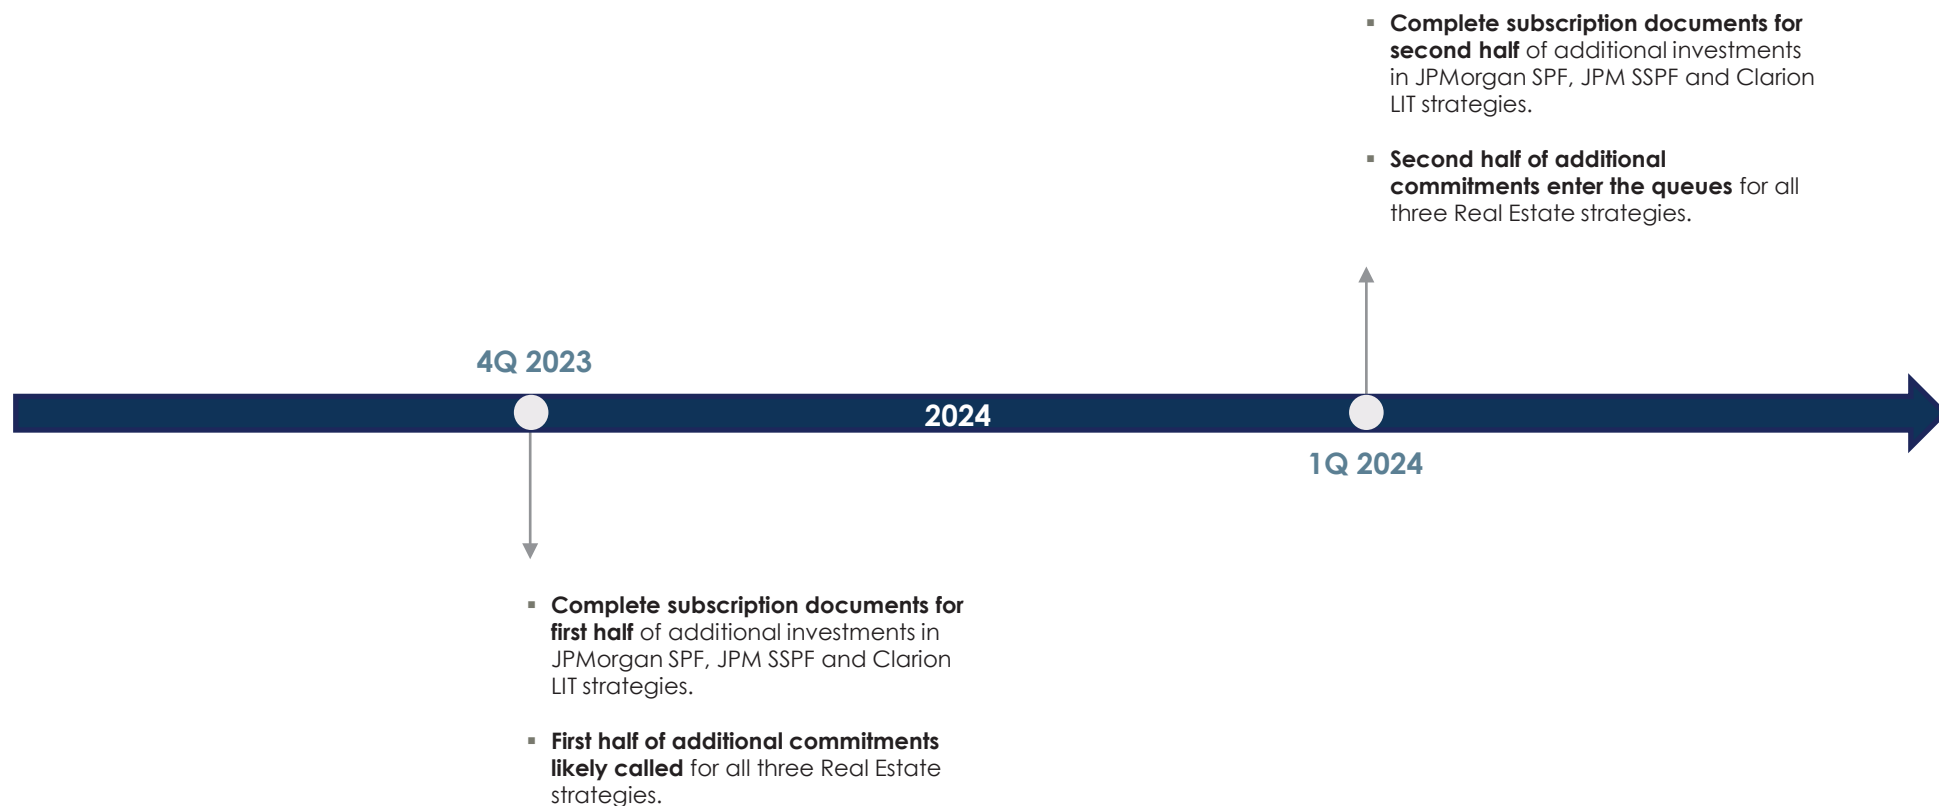 ▪ Complete subscription documents for
second half of additional investments
in JPMorgan SPF, JPM SSPF and Clarion
LIT strategies.
▪ Second half of additional
commitments enter the queues for all
three Real Estate strategies.
4Q 2023
2024
1Q 2024
▪ Complete subscription documents for
first half of additional investments in
JPMorgan SPF, JPM SSPF and Clarion
LIT strategies.
▪ First half of additional commitments
likely called for all three Real Estate
strategies.